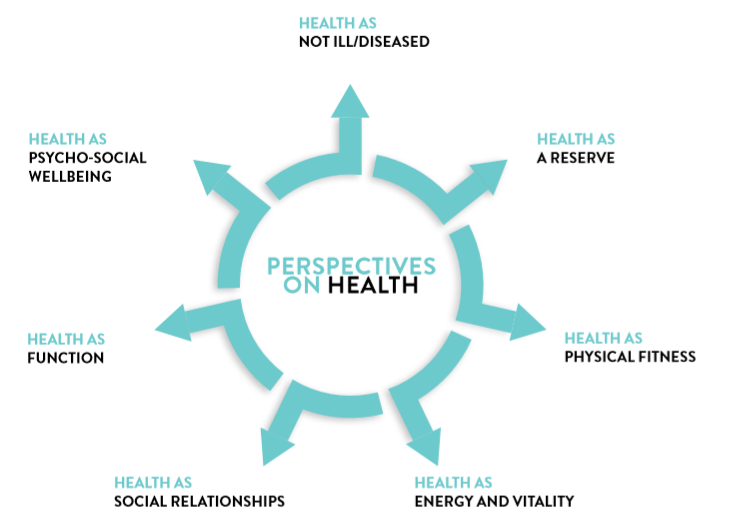 HEALTH AS
NOT ILL/DISEASED
HEALTH AS
A RESERVE
HEALTH AS
PHYSICAL FITNESS
HEALTH AS
ENERGY AND VITALITY
HEALTH AS
SOCIAL RELATIONSHIPS
HEALTH AS
FUNCTION
HEALTH AS
PSYCHO-SOCIAL
WELLBEING
PERSPECTIVES
ON HEALTH